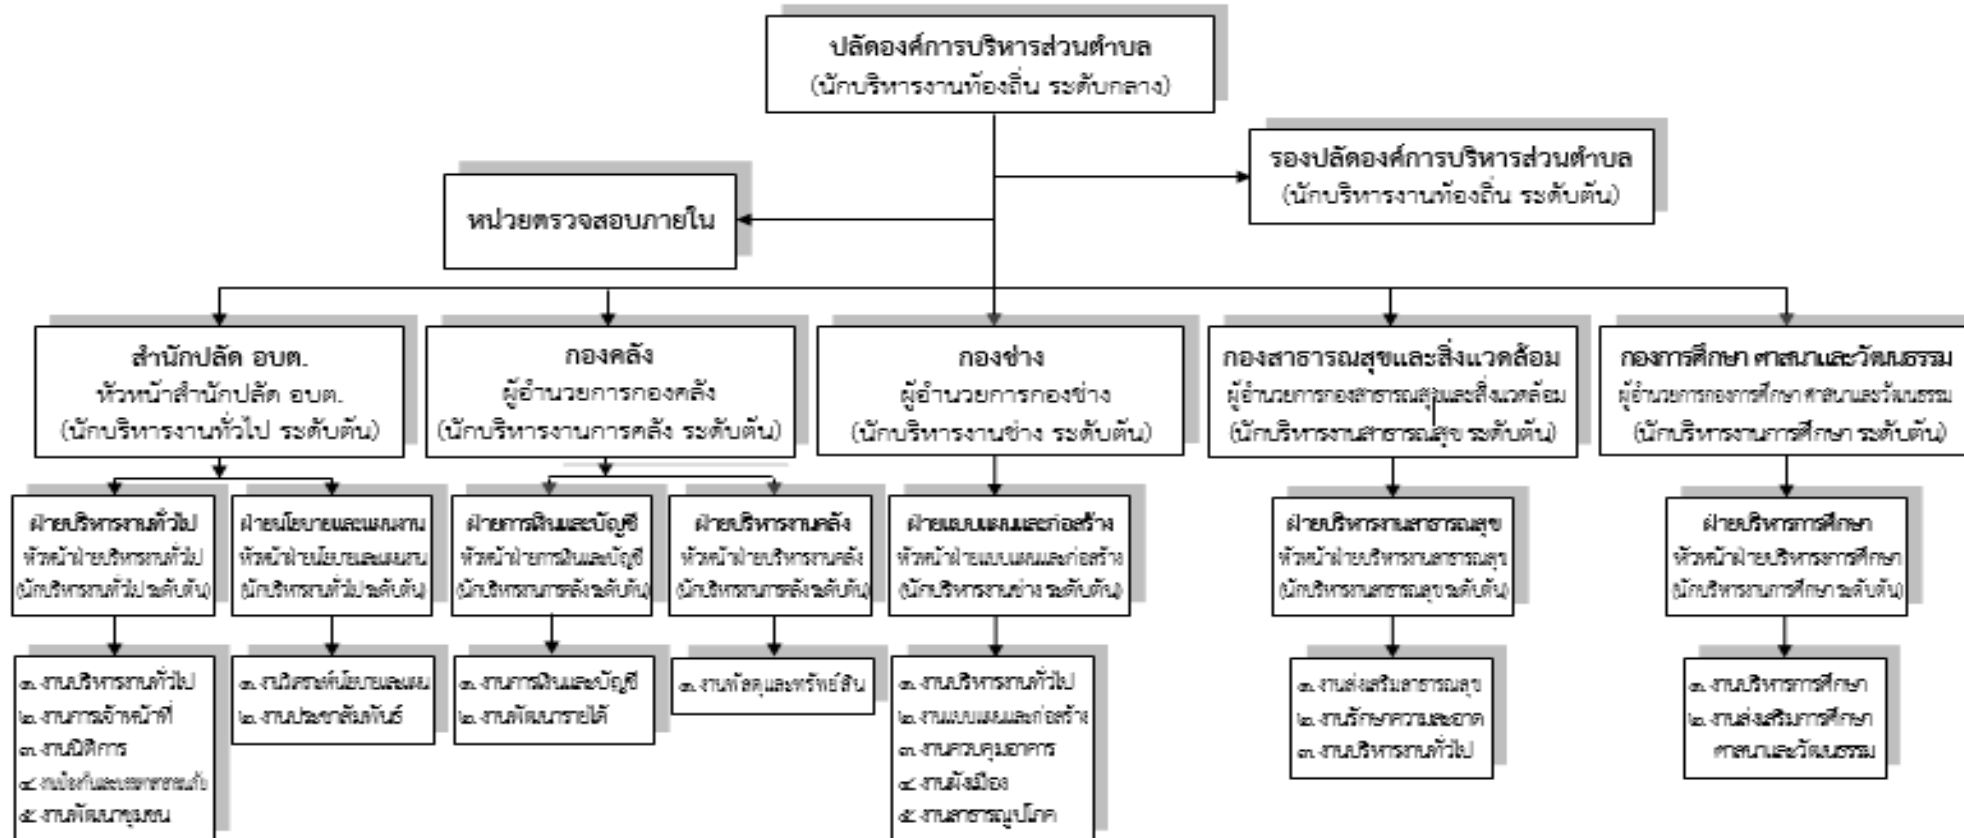 ปลัดองค์การบริหารส่วนตำบล
(นักบริหารงานท้องถิ่น ระดับกลาง)
รองปลัดองค์การบริหารส่วนตำบล
(นักบริหารงานท้องถิ่น ระดับต้น)
หน่วยตรวจสอบภายใน
สำนักปลัด อบต.
หัวหน้าสำนักปลัด อบต.
(นักบริหารงานทั่วไป ระดับต้น)
กองคลัง
ผู้อำนวยการกองคลัง
(นักบริหารงานการคลัง ระดับต้น)
กองช่าง
ผู้อำนวยการกองช่าง
(นักบริหารงานช่าง ระดับต้น)
กองสาธารณสุขและสิ่งแวดล้อม
ผู้อำนวยการกองสาธารณสุขและสิ่งแวดล้อม
(นักบริหารงานสาธารณสุข ระดับต้น)
กองการศึกษา ศาสนาและวัฒนธรรม
ผู้อำนวยการกองการศึกษา ศาสนาและวัฒนธรรม
(นักบริหารงานการศึกษา ระดับต้น)
ฝ่ายบริหารงานทั่วไป
หัวหน้าฝ่ายบริหารงานทั่วไป
(นักบริหารงานทั่วไป ระดับต้น)
ฝ่ายนโยบายและแผนงาน
หัวหน้าฝ่ายนโยบายและแผนงาน
(นักบริหารงานทั่วไป ระดับต้น)
ฝ่ายการเงินและบัญชี
หัวหน้าฝ่ายการเงินและบัญชี
(นักบริหารงานการคลัง ระดับต้น)
ฝ่ายบริหารงานคลัง
หัวหน้าฝ่ายบริหารงานคลัง
(นักบริหารงานการคลัง ระดับต้น)
ฝ่ายแบบแผนและก่อสร้าง
หัวหน้าฝ่ายแบบแผนและก่อสร้าง
(นักบริหารงานช่าง ระดับต้น)
ฝ่ายบริหารงานสาธารณสุข
หัวหน้าฝ่ายบริหารงานสาธารณสุข
(นักบริหารงานสาธารณสุข ระดับต้น)
ฝ่ายบริหารการศึกษา
หัวหน้าฝ่ายบริหารการศึกษา
(นักบริหารงานการศึกษา ระดับต้น)
๑. งานบริหารงานทั่วไป
๒. งานการเจ้าหน้าที่
๓. งานนิติการ
๔. งานป้องกันและบรรเทาสาธารณภัย
๕. งานพัฒนาชุมชน
๑. งานวิเคราะห์นโยบายและแผน
๒. งานประชาสัมพันธ์
๑. งานการเงินและบัญชี
๒. งานพัฒนารายได้
๑. งานพัสดุและทรัพย์สิน
๑. งานบริหารงานทั่วไป
๒. งานแบบแผนและก่อสร้าง
๓. งานควบคุมอาคาร
๔. งานผังเมือง
๕. งานสาธารณูปโภค
๑. งานส่งเสริมสาธารณสุข
๒. งานรักษาความสะอาด
๓. งานบริหารงานทั่วไป
๑. งานบริหารการศึกษา
๒. งานส่งเสริมการศึกษา
ศาสนาและวัฒนธรรม